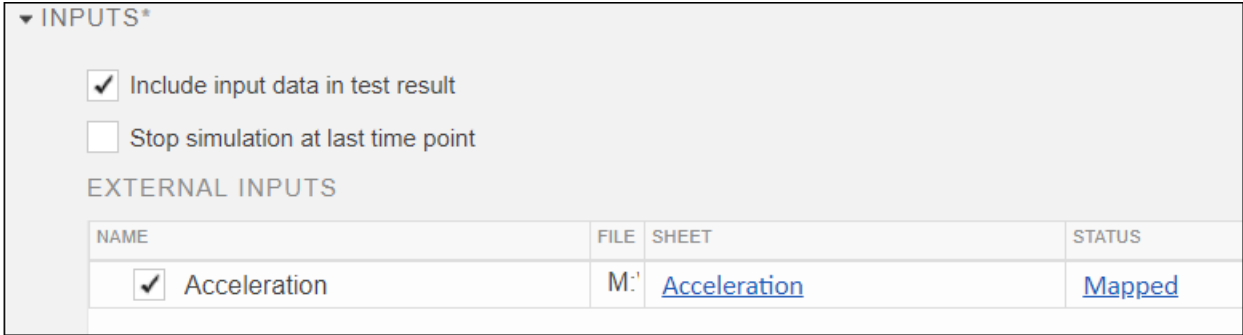 INPUTS*
Include input data in test result
Stop simulation at last time point
EXTERNAL INPUTS
NAME FILE SHEET STATUS
Acceleration M:' Acceleration Mapped